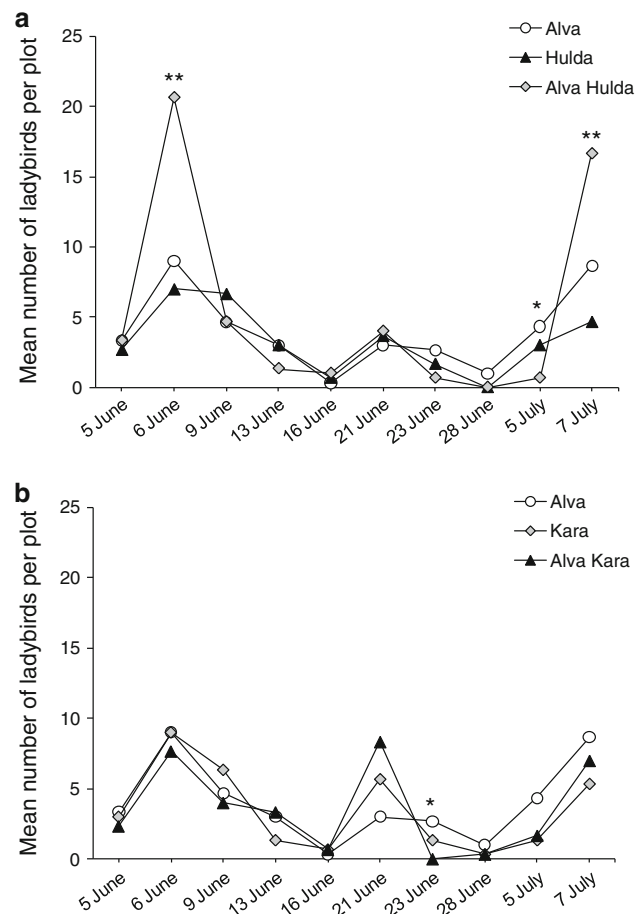 a
Mean number of ladybirds per plot
25
20
15
10
5
0
Alva
Hulda
Alva Hulda
**
*
**
5 June
6 June
9 June
13 June
16 June
21 June
23 June
28 June
5 July
7 July
b
Mean number of ladybirds per plot
25
20
15
10
5
0
Alva
Kara
Alva Kara
*
5 June
6 June
9 June
13 June
16 June
21 June
23 June
28 June
5 July
7 July